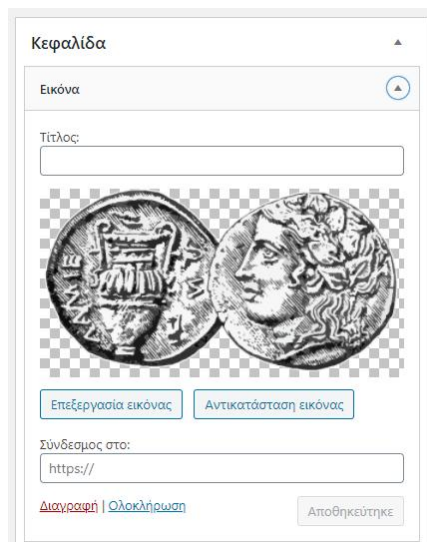 Κεφαλίδα
Εικόνα
Τίτλος:
Επεξεργασία εικόνας Αντικατάσταση εικόνας
Σύνδεσμος στο:
https://
Διαγραφή | Ολοκλήρωση Αποθηκεύτηκε